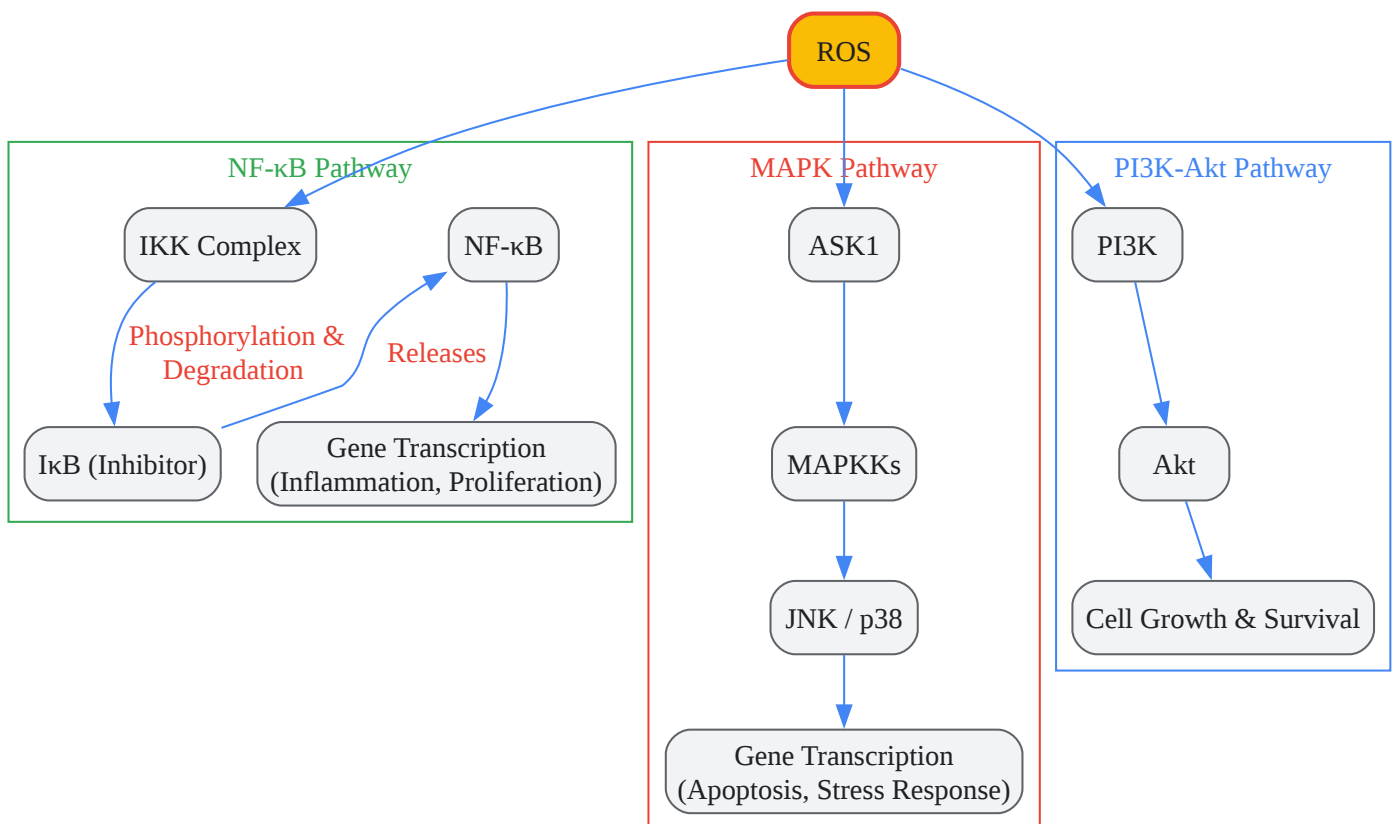 ROS
NF-κB Pathway
IKK Complex
NF-κB
Phosphorylation &
Degradation
Releases
IκB (Inhibitor)
Gene Transcription
(Inflammation, Proliferation)
MAPK Pathway
ASK1
MAPKKs
JNK / p38
Gene Transcription
(Apoptosis, Stress Response)
PI3K-Akt Pathway
PI3K
Akt
Cell Growth & Survival